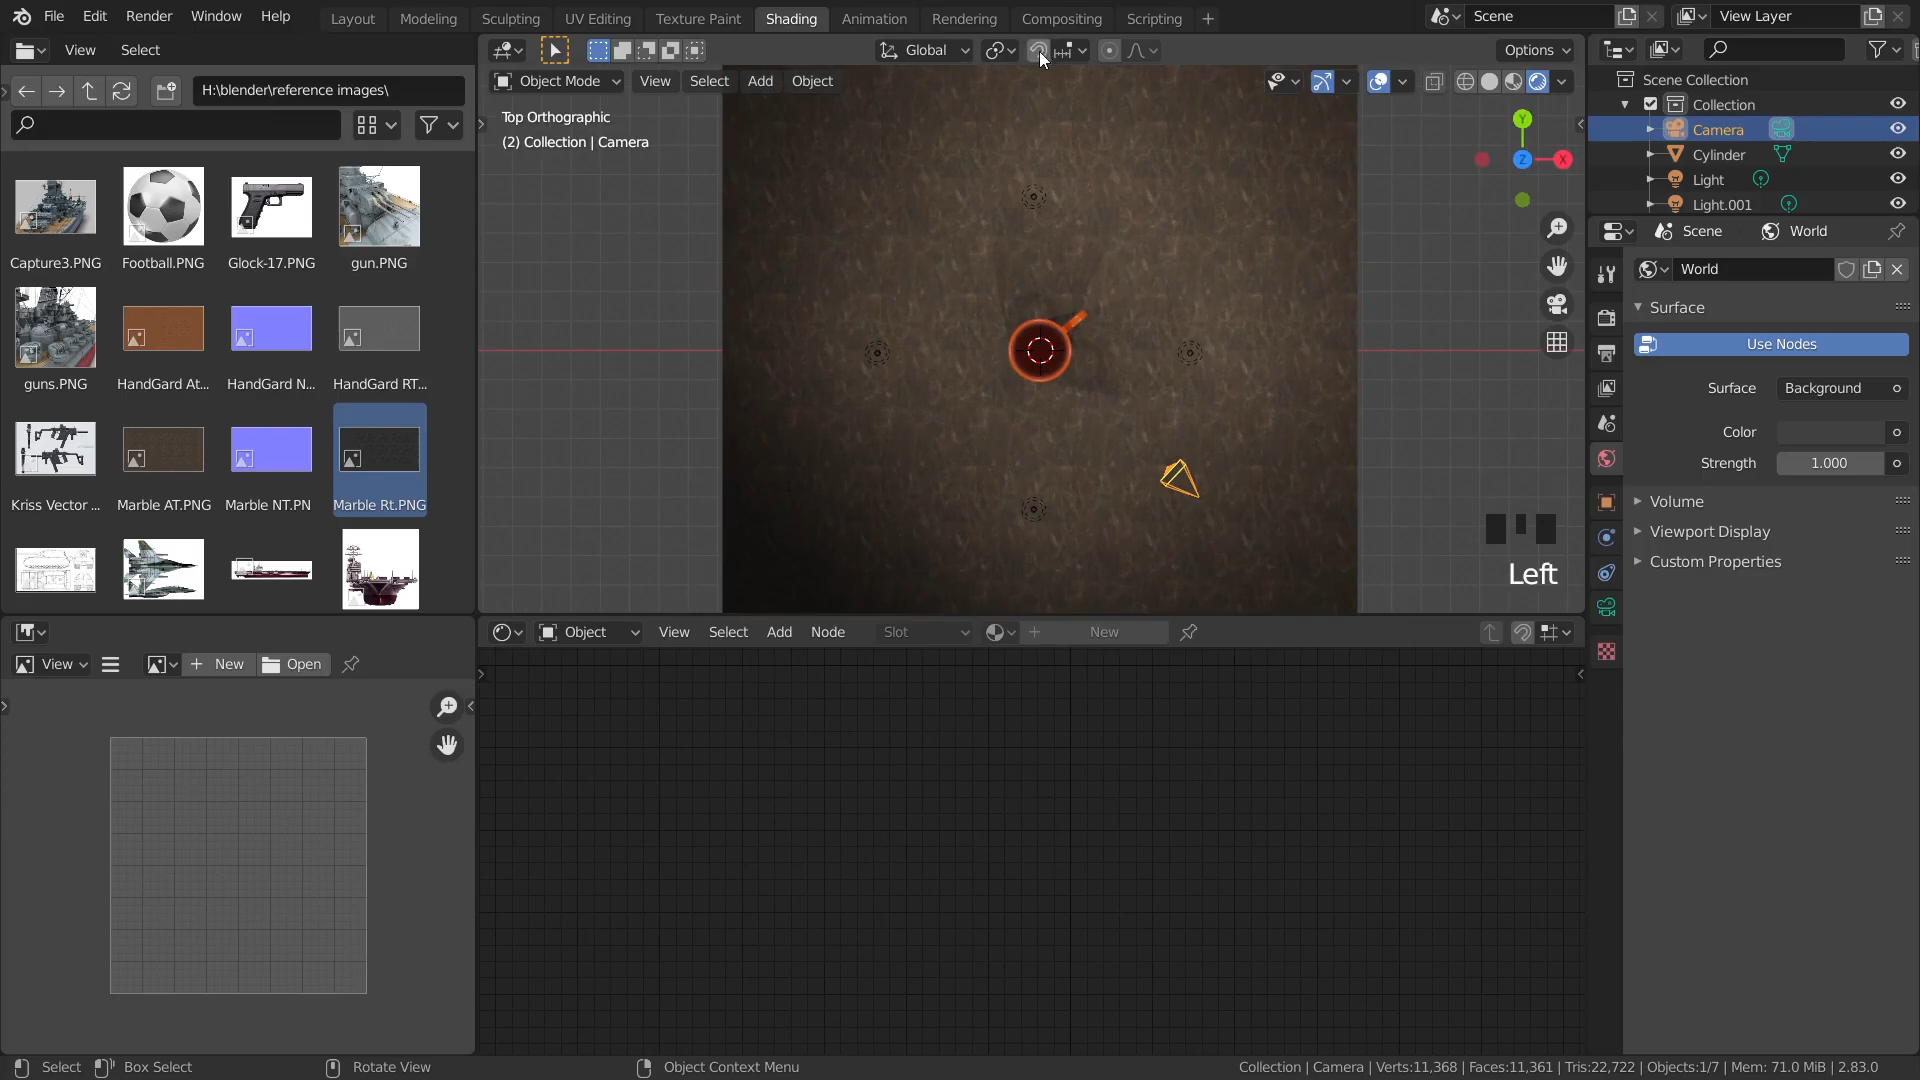 File Edit Render Window Help Layout Modeling Sculpting UV Editing Texture Paint Shading Animation Rendering Compositing Scripting + Scene View Layer
View Select Global Options
H:\blender\reference images\ Object Mode View Select Add Object Scene Collection
Collection
Top Orthographic
(2) Collection | Camera
Y
Z
X
Camera
Cylinder
Light
Light.001
Capture3.PNG Football.PNG Glock-17.PNG gun.PNG
Scene World
World
Surface
Use Nodes
Surface Background
Color
Strength 1.000
guns.PNG HandGard At... HandGard N... HandGard RT...
Volume
Viewport Display
Custom Properties
Kriss Vector ... Marble AT.PNG Marble NT.PN Marble Rt.PNG
Left
Object View Select Add Node Slot + New
View + New Open
Select Box Select Rotate View Object Context Menu Collection | Camera | Verts:11,368 | Faces:11,361 | Tris:22,722 | Objects:1/7 | Mem: 71.0 MiB | 2.83.0